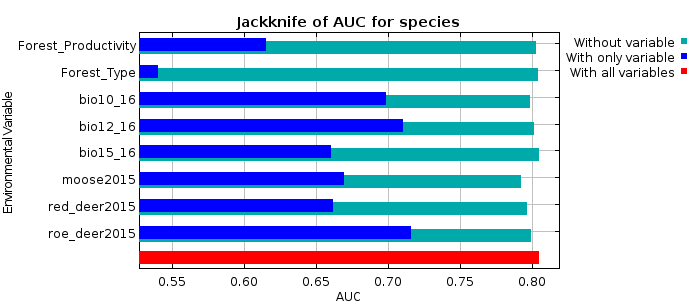 Jackknife of AUC for species
Environmental Variable
Forest_Productivity
Forest_Type
bio10_16
bio12_16
bio15_16
moose2015
red_deer2015
roe_deer2015
0.55 0.60 0.65 0.70 0.75 0.80
AUC
Without variable
With only variable
With all variables